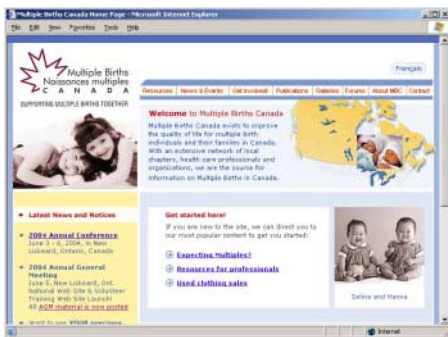 Multiple Births Canada Home Page - Microsoft Internet Explorer
File Edit View Favorites Tools Help
Multiple Births
Naissances multiples
CANADA
SUPPORTING MULTIPLE BIRTHS TOGETHER
Français
Resources News & Events Get Involved Publications Galleries Forums About MBC Contact
Welcome to Multiple Births Canada
Multiple Births Canada exists to improve
the quality of life for multiple birth
individuals and their families in Canada.
With an extensive network of local
chapters, health care professionals and
organizations, we are the source for
information on Multiple Births in Canada.
Latest News and Notices
2004 Annual Conference
June 3 - 6, 2004, in New
Liskeard, Ontario, Canada
2004 Annual General
Meeting
June 5, New Liskeard, Ont.
National Web Site & Volunteer
Training Web Site Launch!
All AGM material is now posted
Want to see YOUR precious
Get started here!
If you are new to the site, we can direct you to
our most popular content to get you started:
Expecting Multiples?
Resources for professionals
Used clothing sales
Selina and Hanna
Internet